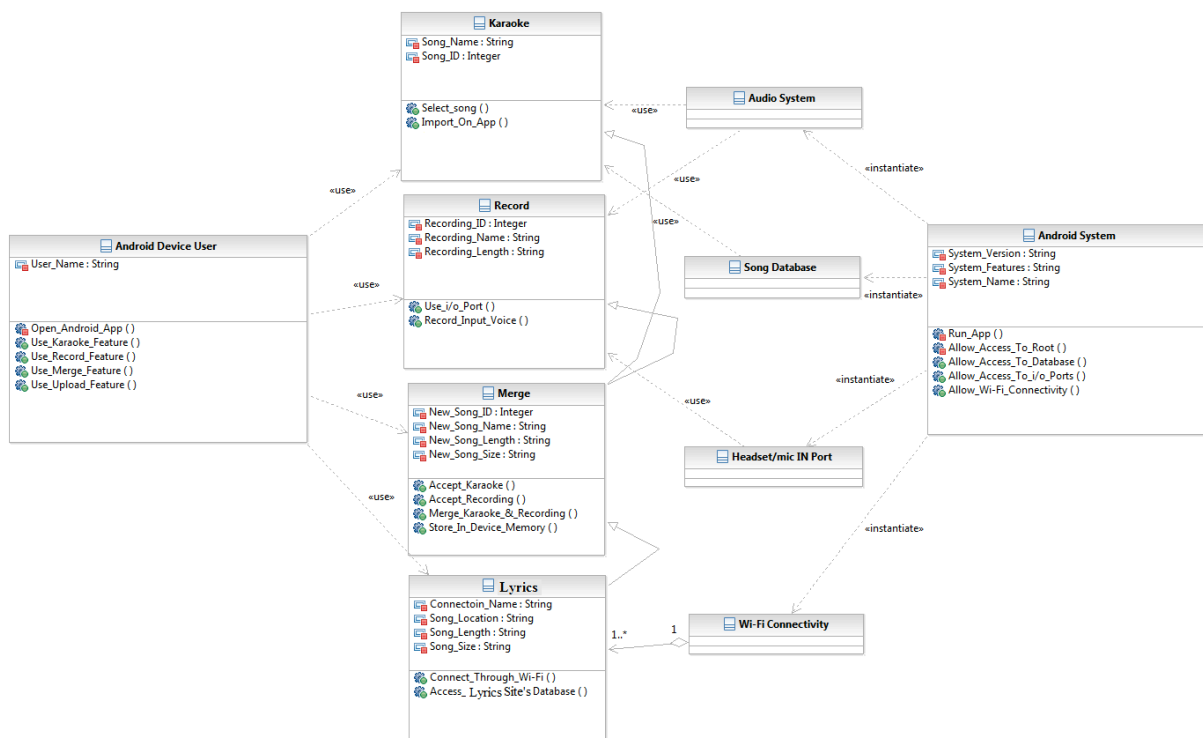 Karaoke
Song_Name : String
Song_ID : Integer
Select_song ( )
Import_On_App ( )
Audio System
«use»
«instantiate»
«use»
«use»
Record
Recording_ID : Integer
Recording_Name : String
Recording_Length : String
Use_i/o_Port ( )
Record_Input_Voice ( )
«use»
Android Device User
User_Name : String
Open_Android_App ( )
Use_Karaoke_Feature ( )
Use_Record_Feature ( )
Use_Merge_Feature ( )
Use_Upload_Feature ( )
«use»
Song Database
«instantiate»
Android System
System_Version : String
System_Features : String
System_Name : String
Run_App ( )
Allow_Access_To_Root ( )
Allow_Access_To_Database ( )
Allow_Access_To_i/o_Ports ( )
Allow_Wi-Fi_Connectivity ( )
«instantiate»
«use»
Merge
New_Song_ID : Integer
New_Song_Name : String
New_Song_Length : String
New_Song_Size : String
Accept_Karaoke ( )
Accept_Recording ( )
Merge_Karaoke_&_Recording ( )
Store_In_Device_Memory ( )
«use»
Headset/mic IN Port
«use»
«instantiate»
Lyrics
Connectoin_Name : String
Song_Location : String
Song_Length : String
Song_Size : String
Connect_Through_Wi-Fi ( )
Access_ Lyrics Site's Database ( )
1..*
1
Wi-Fi Connectivity